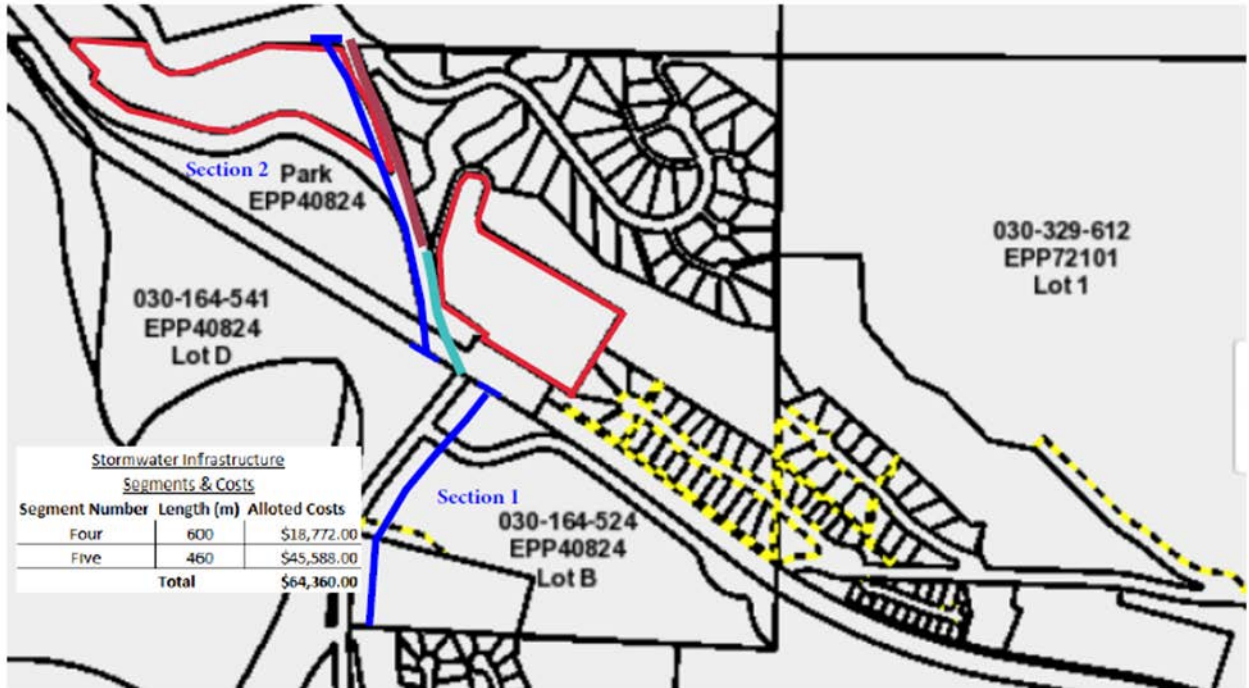 Section 2
Park
EPP40824
030-329-612
EPP72101
Lot 1
030-164-541
EPP40824
Lot D
Stormwater Infrastructure
Segments & Costs
Segment Number Length (m) Alloted Costs
Four 600 $18,772.00
Five 460 $45,588.00
Total $64,360.00
Section 1
030-164-524
EPP40824
Lot B